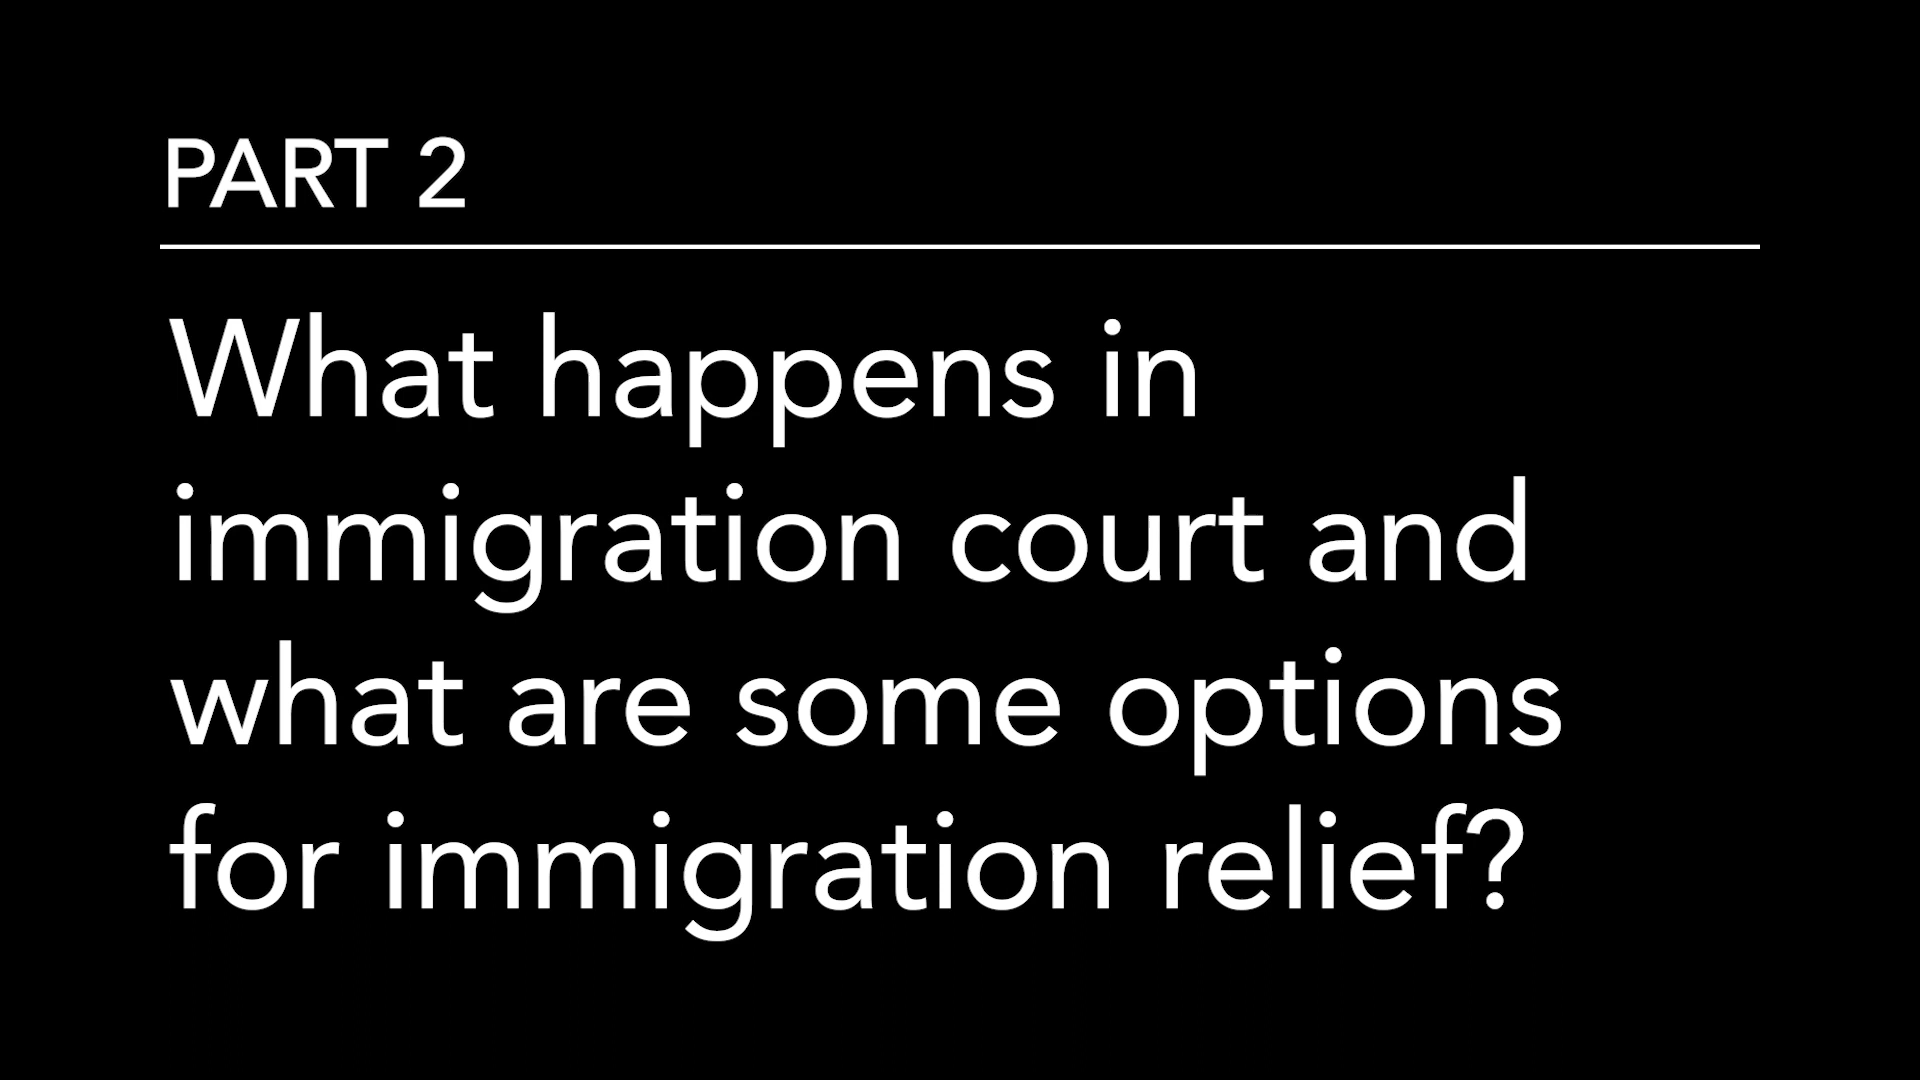 PART 2
What happens in
immigration court and
what are some options
for immigration relief?